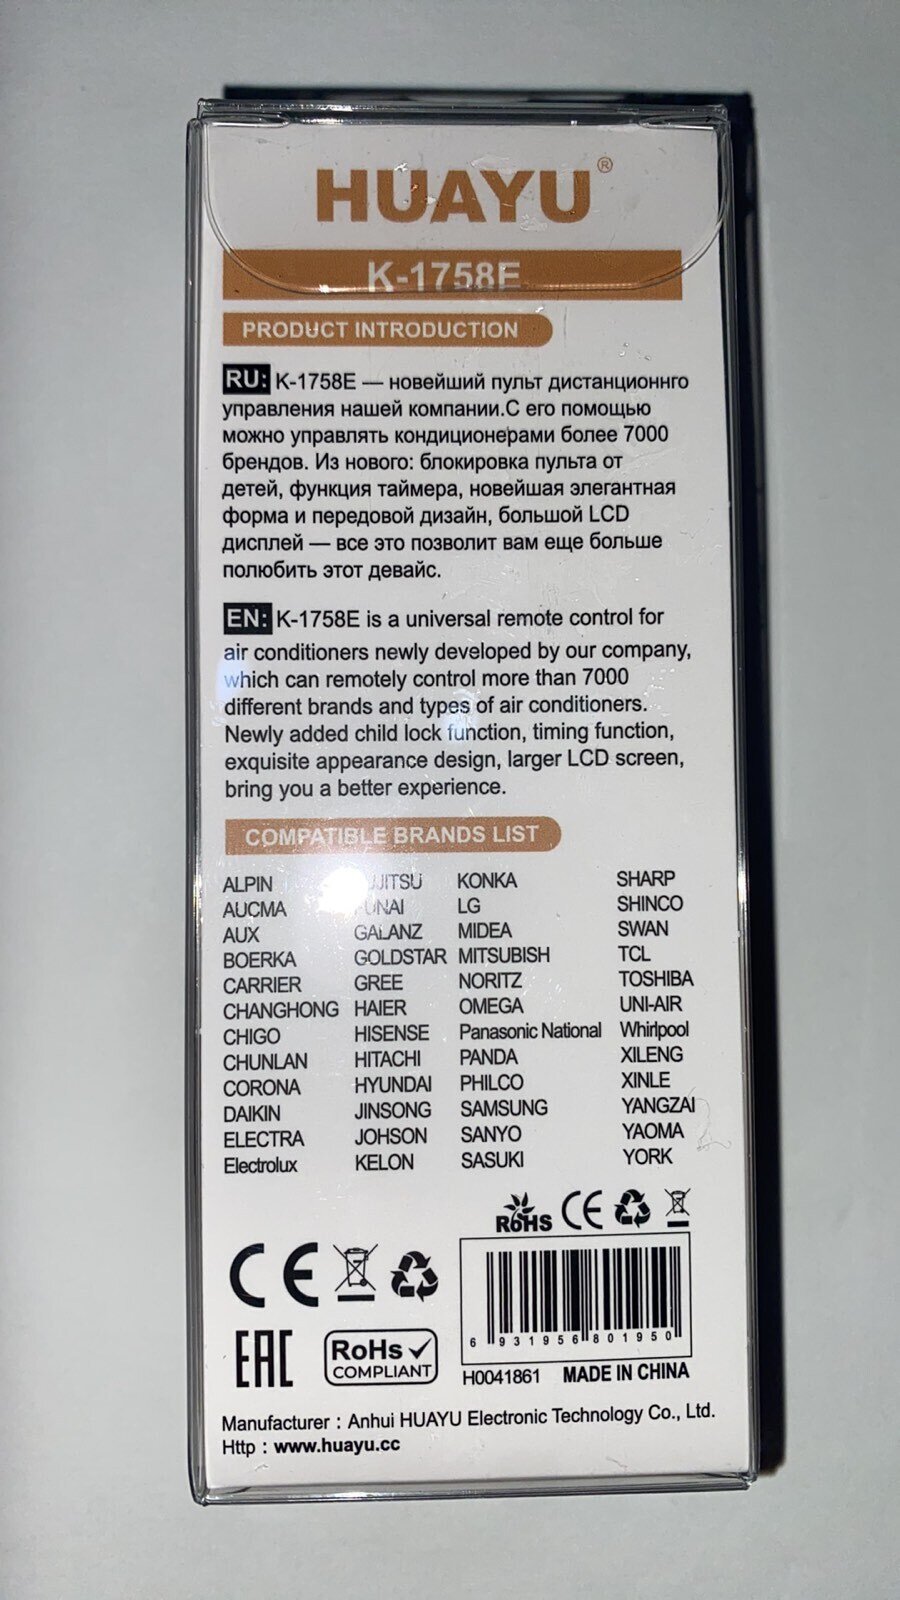 HUAYU®
K-1758E
PRODUCT INTRODUCTION
RU: K-1758E — новейший пульт дистанционнго
управления нашей компании.С его помощью
можно управлять кондиционерами более 7000
брендов. Из нового: блокировка пульта от
детей, функция таймера, новейшая элегантная
форма и передовой дизайн, большой LCD
дисплей — все это позволит вам еще больше
полюбить этот девайс.
EN: K-1758E is a universal remote control for
air conditioners newly developed by our company,
which can remotely control more than 7000
different brands and types of air conditioners.
Newly added child lock function, timing function,
exquisite appearance design, larger LCD screen,
bring you a better experience.
COMPATIBLE BRANDS LIST
ALPIN
AUCMA
AUX
BOERKA
CARRIER
CHANGHONG
CHIGO
CHUNLAN
CORONA
DAIKIN
ELECTRA
Electrolux
FUNAI
GALANZ
GOLDSTAR
GREE
HAIER
HISENSE
HITACHI
HYUNDAI
JINSONG
JOHSON
KELON
KONKA
LG
MIDEA
MITSUBISH
NORITZ
OMEGA
Panasonic National
PANDA
PHILCO
SAMSUNG
SANYO
SASUKI
SHARP
SHINCO
SWAN
TCL
TOSHIBA
UNI-AIR
Whirlpool
XILENG
XINLE
YANGZAI
YAOMA
YORK
RoHS CE
CE
EAC
RoHS
COMPLIANT
6 931956 801950
H0041861 MADE IN CHINA
Manufacturer : Anhui HUAYU Electronic Technology Co., Ltd.
Http : www.huayu.cc